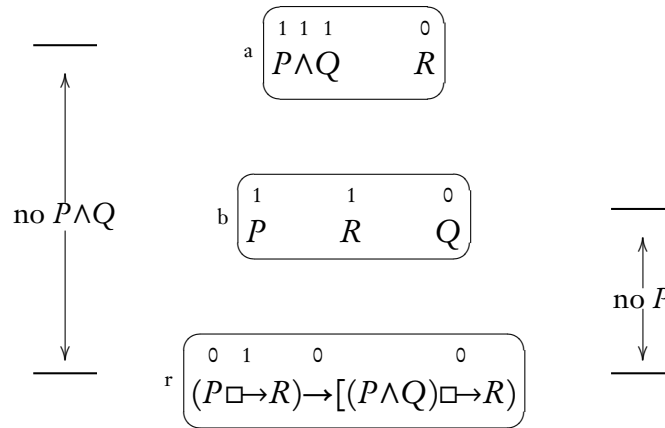 1 1 1 0
a P∧Q R
1 1 0
no P∧Q b P R Q
no P
0 1 0 0
r (P□→R)→[(P∧Q)□→R)